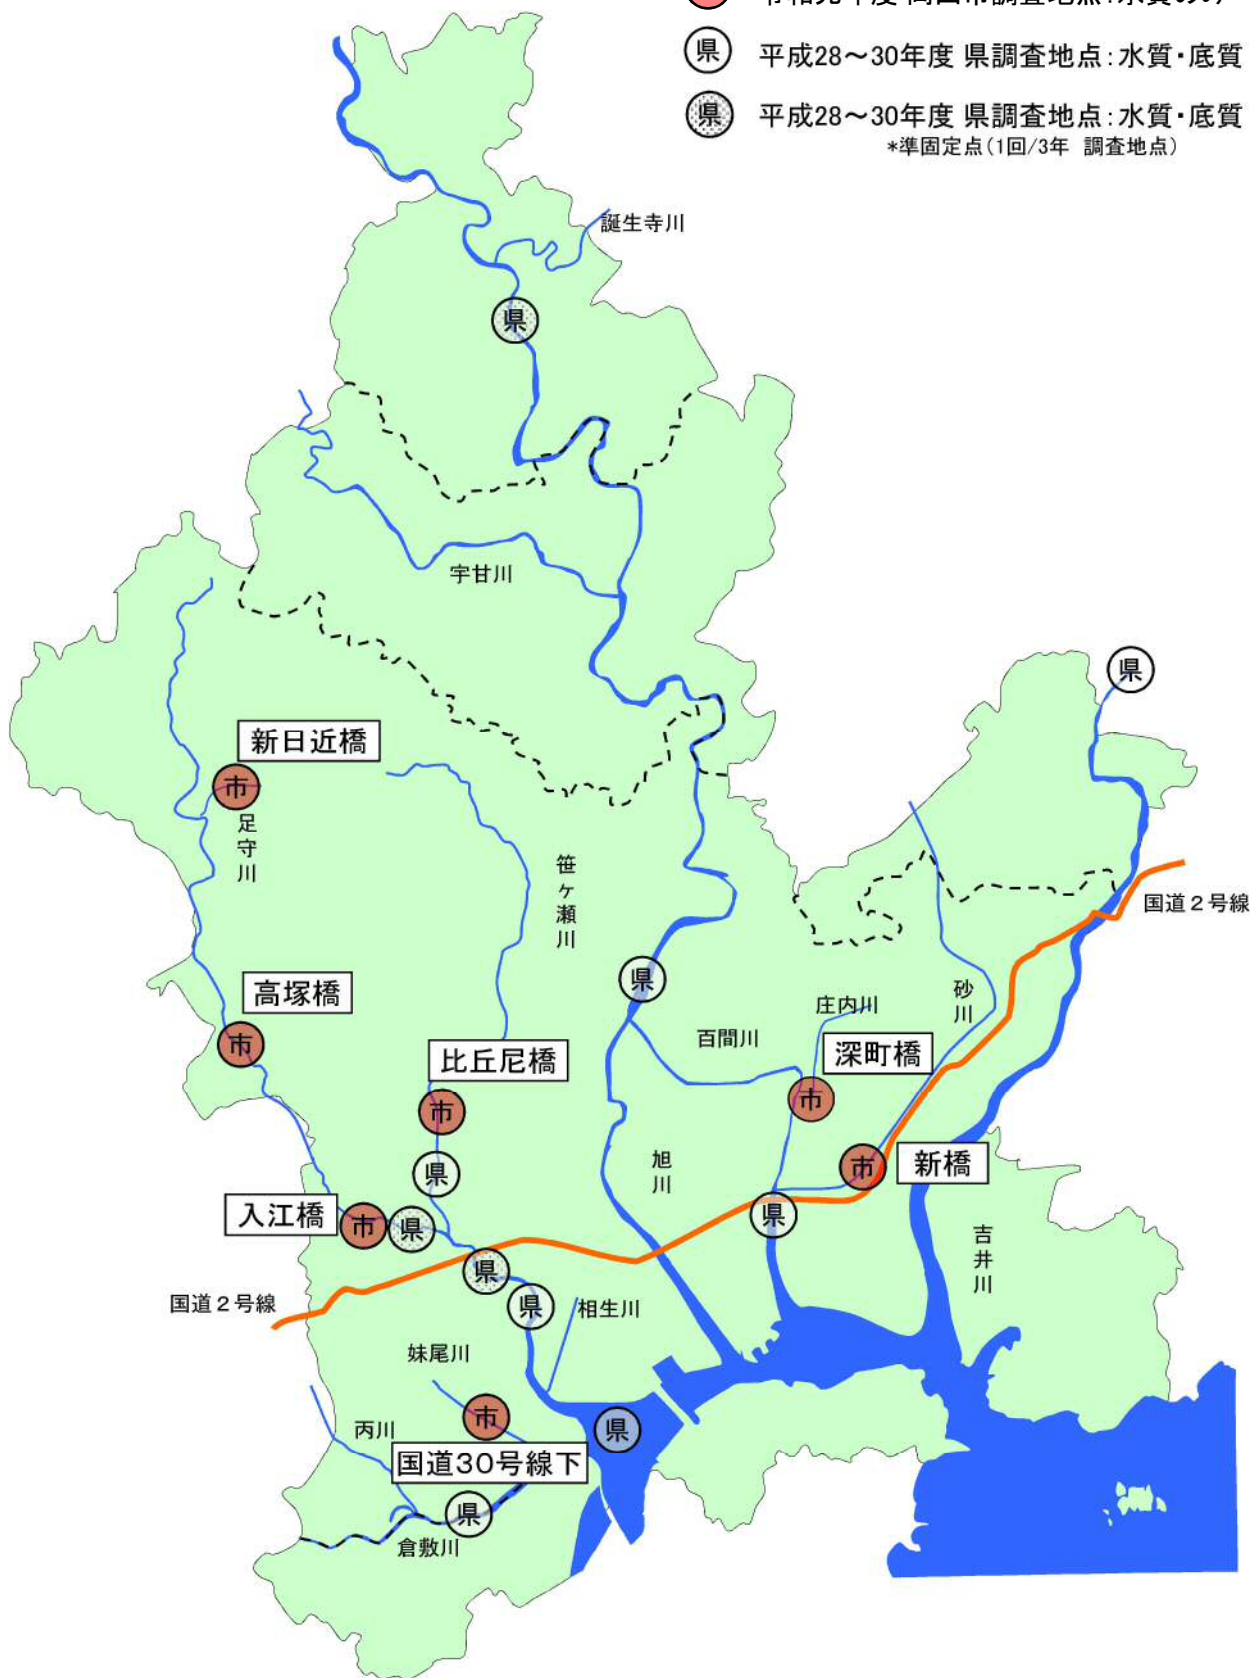 県 平成28～30年度 県調査地点：水質・底質
県 平成28～30年度 県調査地点：水質・底質
*準固定点（1回/3年 調査地点）
誕生寺川
県
宇甘川
県
新日近橋
市
足守川
笹ヶ瀬川
国道２号線
県
高塚橋
砂川
庄内川
百間川
市
比丘尼橋
深町橋
市
市
旭川
県
市
新橋
入江橋
市
県
県
吉井川
県
国道２号線
県
相生川
妹尾川
市
丙川
県
国道30号線下
県
倉敷川